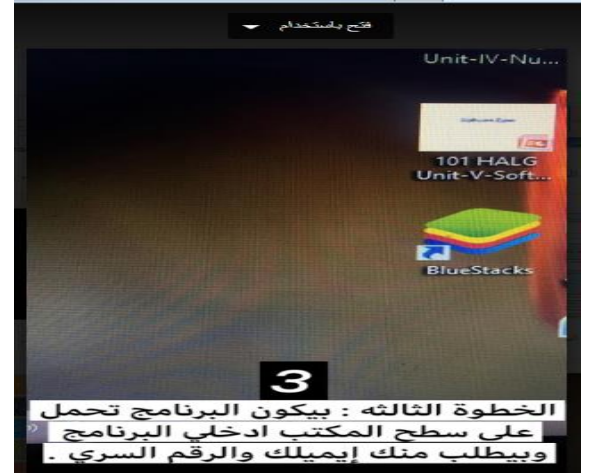 فتح باستخدام
Unit-IV-Nu...
101 HALG
Unit-V-Soft...
BlueStacks
3
الخطوة الثالثه : بيكون البرنامج تحمل
على سطح المكتب ادخلي البرنامج
وبيطلب منك إيميلك والرقم السري .